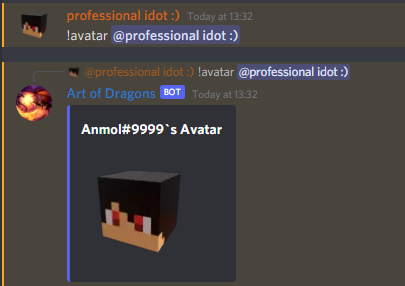 professional idot :) Today at 13:32
!avatar @professional idot :)
@professional idot :) !avatar @professional idot :)
Art of Dragons BOT Today at 13:32
Anmol#9999`s Avatar